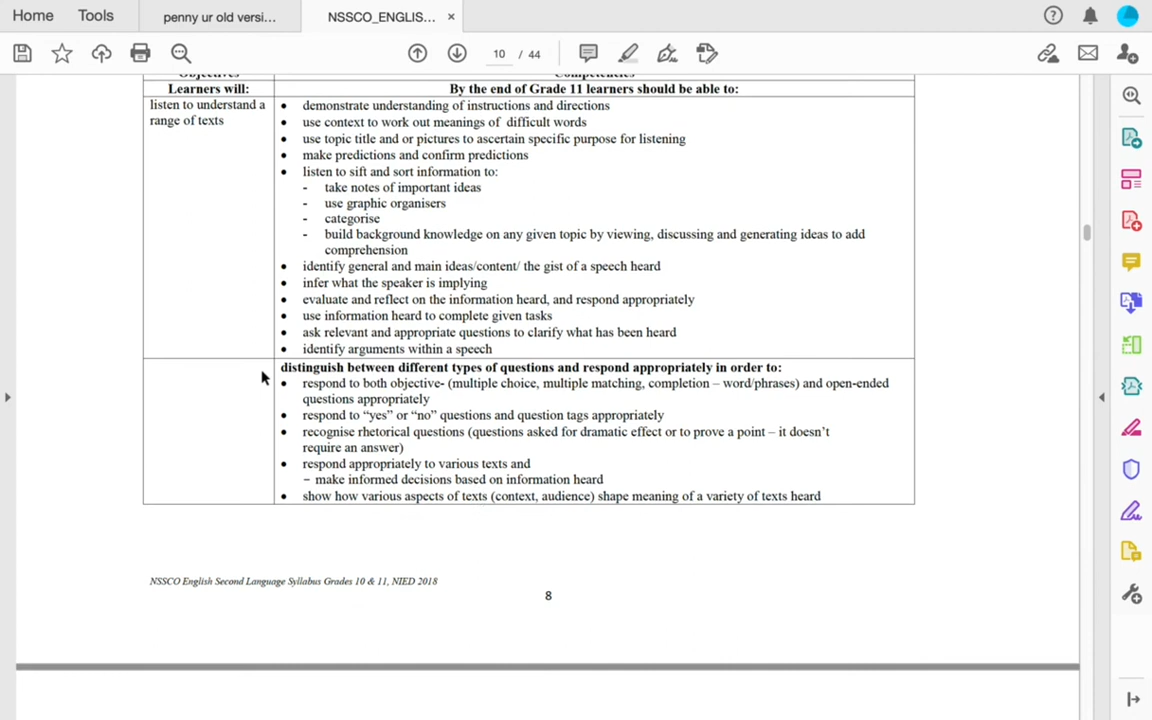 Home Tools penny ur old versi... NSSCO_ENGLIS... ×
10 / 44
Objectives Competencies
Learners will: By the end of Grade 11 learners should be able to:
listen to understand a
range of texts
• demonstrate understanding of instructions and directions
• use context to work out meanings of difficult words
• use topic title and or pictures to ascertain specific purpose for listening
• make predictions and confirm predictions
• listen to sift and sort information to:
- take notes of important ideas
- use graphic organisers
- categorise
- build background knowledge on any given topic by viewing, discussing and generating ideas to add
comprehension
• identify general and main ideas/content/ the gist of a speech heard
• infer what the speaker is implying
• evaluate and reflect on the information heard, and respond appropriately
• use information heard to complete given tasks
• ask relevant and appropriate questions to clarify what has been heard
• identify arguments within a speech
distinguish between different types of questions and respond appropriately in order to:
• respond to both objective- (multiple choice, multiple matching, completion – word/phrases) and open-ended
questions appropriately
• respond to “yes” or “no” questions and question tags appropriately
• recognise rhetorical questions (questions asked for dramatic effect or to prove a point – it doesn’t
require an answer)
• respond appropriately to various texts and
– make informed decisions based on information heard
• show how various aspects of texts (context, audience) shape meaning of a variety of texts heard
NSSCO English Second Language Syllabus Grades 10 & 11, NIED 2018
8